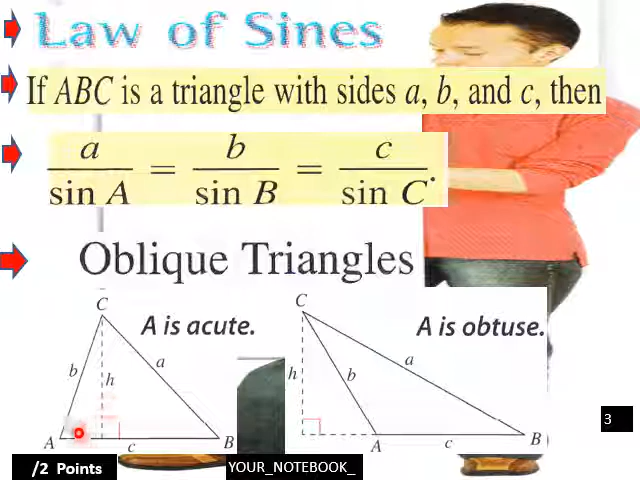 Law of Sines
If ABC is a triangle with sides a, b, and c, then
a/sin A = b/sin B = c/sin C.
Oblique Triangles
C
A is acute.
b
a
h
A
c
B
C
A is obtuse.
a
h
b
A
c
B
3
/2 Points
YOUR_NOTEBOOK_